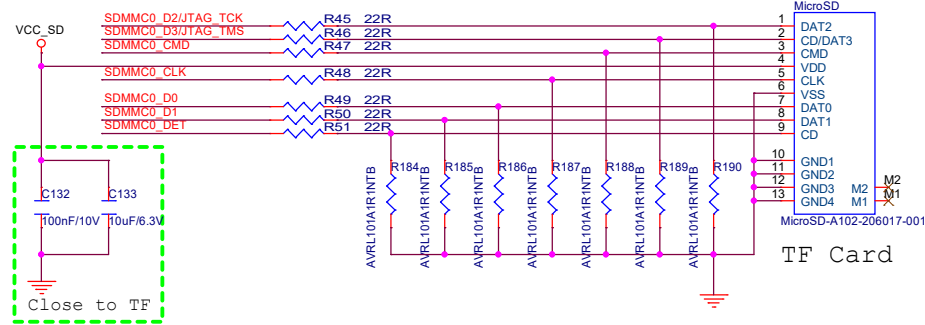 MicroSD
SDMMC0_D2/JTAG_TCK R45 22R 1 DAT2
SDMMC0_D3/JTAG_TMS R46 22R 2 CD/DAT3
SDMMC0_CMD R47 22R 3 CMD
VCC_SD 4 VDD
SDMMC0_CLK R48 22R 5 CLK
6 VSS
SDMMC0_D0 R49 22R 7 DAT0
SDMMC0_D1 R50 22R 8 DAT1
SDMMC0_DET R51 22R 9 CD
10 GND1
11 GND2
12 GND3 M2 M2
13 GND4 M1 M1
MicroSD-A102-206017-001
TF Card
R184 R185 R186 R187 R188 R189 R190
AVRL101A1R1NTB
AVRL101A1R1NTB
AVRL101A1R1NTB
AVRL101A1R1NTB
AVRL101A1R1NTB
AVRL101A1R1NTB
AVRL101A1R1NTB
C132 C133
100nF/10V 10uF/6.3V
Close to TF